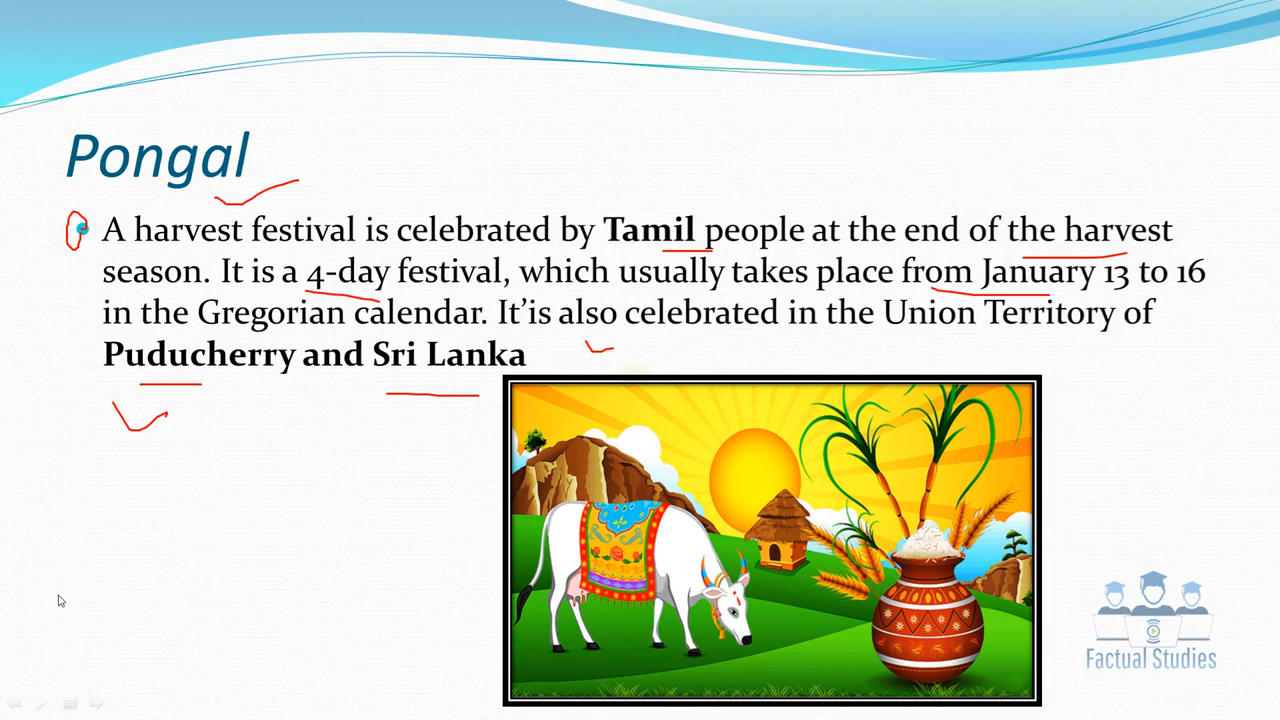 Pongal
A harvest festival is celebrated by Tamil people at the end of the harvest
season. It is a 4-day festival, which usually takes place from January 13 to 16
in the Gregorian calendar. It’is also celebrated in the Union Territory of
Puducherry and Sri Lanka
Factual Studies